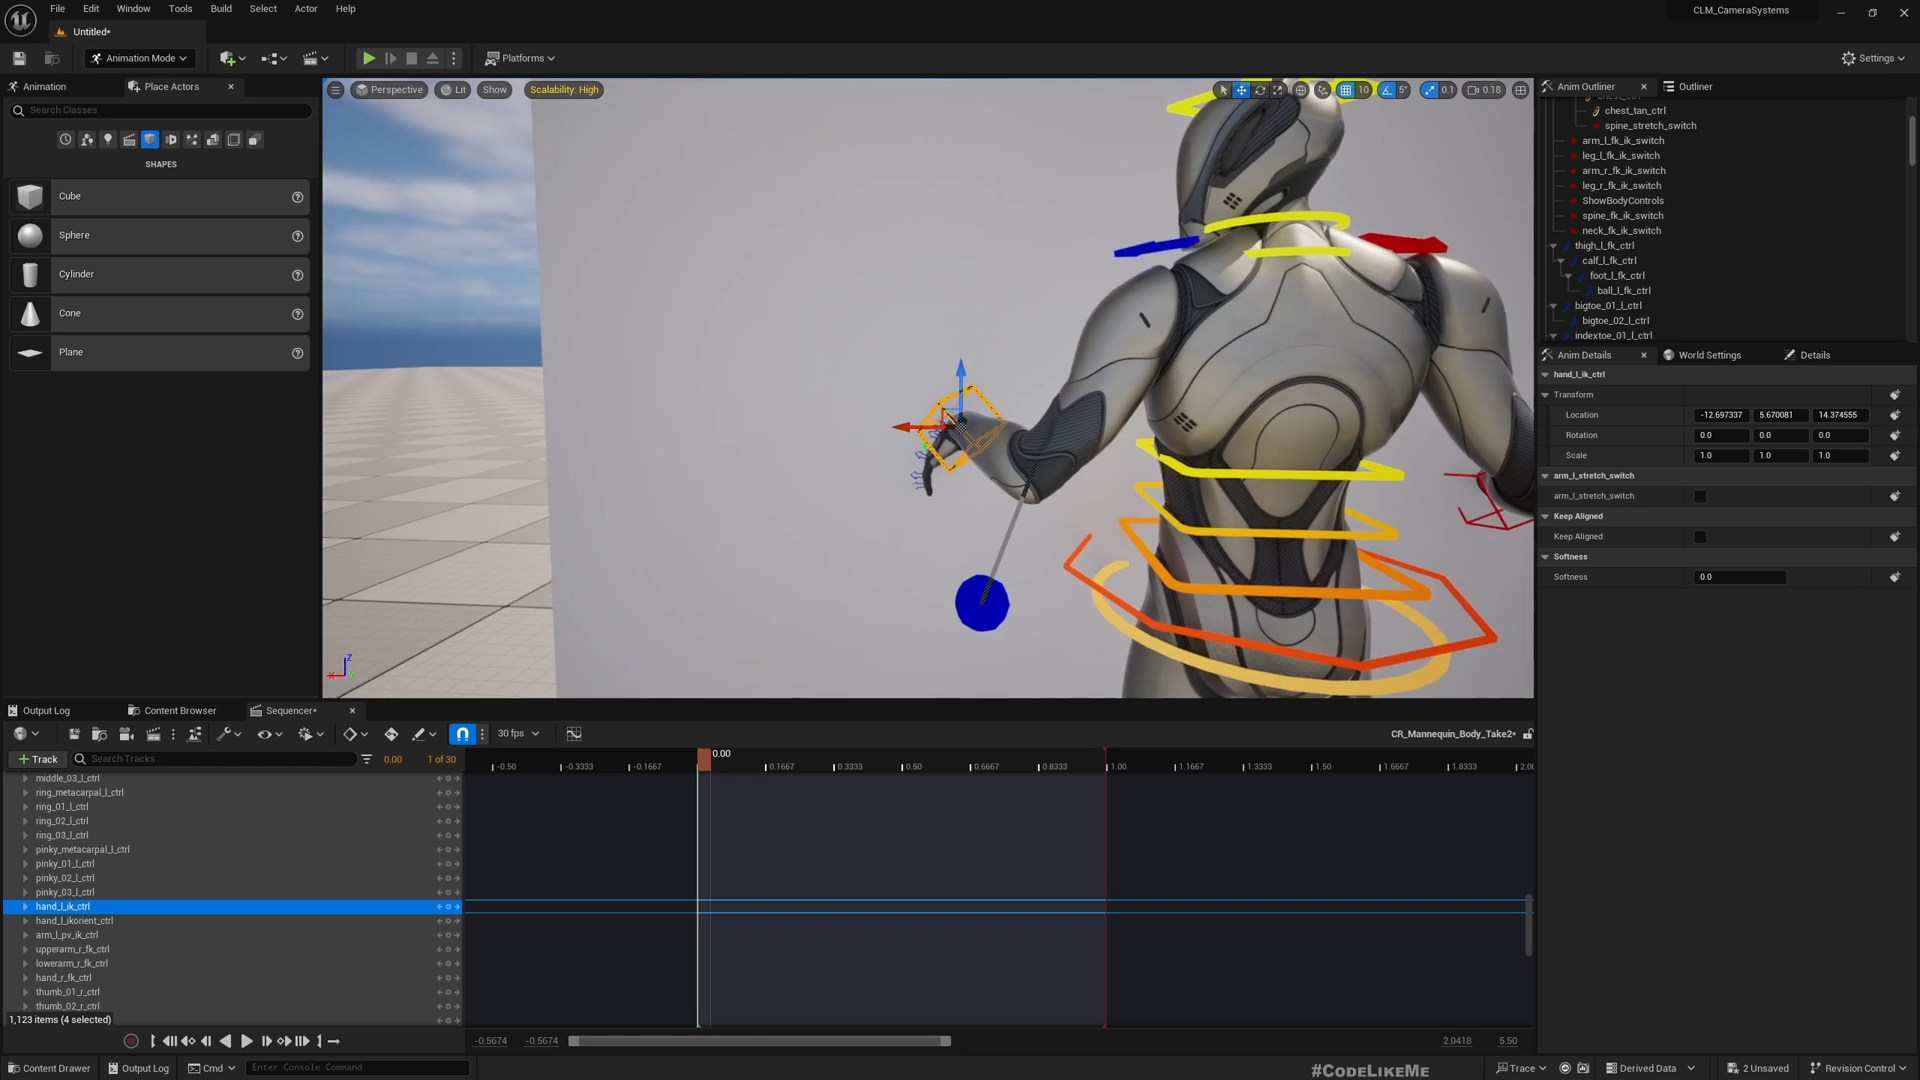 File Edit Window Tools Build Select Actor Help
CLM_CameraSystems
Untitled*
Animation Mode
Platforms
Settings
Animation
Place Actors
Search Classes
SHAPES
Cube
Sphere
Cylinder
Cone
Plane
Perspective Lit Show Scalability: High
10 5° 0.1 0.18
Anim Outliner
Outliner
chest_tan_ctrl
spine_stretch_switch
arm_l_fk_ik_switch
leg_l_fk_ik_switch
arm_r_fk_ik_switch
leg_r_fk_ik_switch
ShowBodyControls
spine_fk_ik_switch
neck_fk_ik_switch
thigh_l_fk_ctrl
calf_l_fk_ctrl
foot_l_fk_ctrl
ball_l_fk_ctrl
bigtoe_01_l_ctrl
bigtoe_02_l_ctrl
indextoe_01_l_ctrl
Anim Details
World Settings
Details
hand_l_ik_ctrl
Transform
Location -12.697337 5.670081 14.374555
Rotation 0.0 0.0 0.0
Scale 1.0 1.0 1.0
arm_l_stretch_switch
arm_l_stretch_switch
Keep Aligned
Keep Aligned
Softness
Softness 0.0
Z
Output Log
Content Browser
Sequencer*
30 fps
CR_Mannequin_Body_Take2*
Track
Search Tracks
0.00
1 of 30
0.00
-0.50 -0.3333 -0.1667 0.1667 0.3333 0.50 0.6667 0.8333 1.00 1.1667 1.3333 1.50 1.6667 1.8333 2.00
middle_03_l_ctrl
ring_metacarpal_l_ctrl
ring_01_l_ctrl
ring_02_l_ctrl
ring_03_l_ctrl
pinky_metacarpal_l_ctrl
pinky_01_l_ctrl
pinky_02_l_ctrl
pinky_03_l_ctrl
hand_l_ik_ctrl
hand_l_ikorient_ctrl
arm_l_pv_ik_ctrl
upperarm_r_fk_ctrl
lowerarm_r_fk_ctrl
hand_r_fk_ctrl
thumb_01_r_ctrl
thumb_02_r_ctrl
1,123 items (4 selected)
-0.5674 -0.5674 2.0418 5.50
Content Drawer
Output Log
Cmd
Enter Console Command
#CodeLikeMe
Trace
Derived Data
2 Unsaved
Revision Control